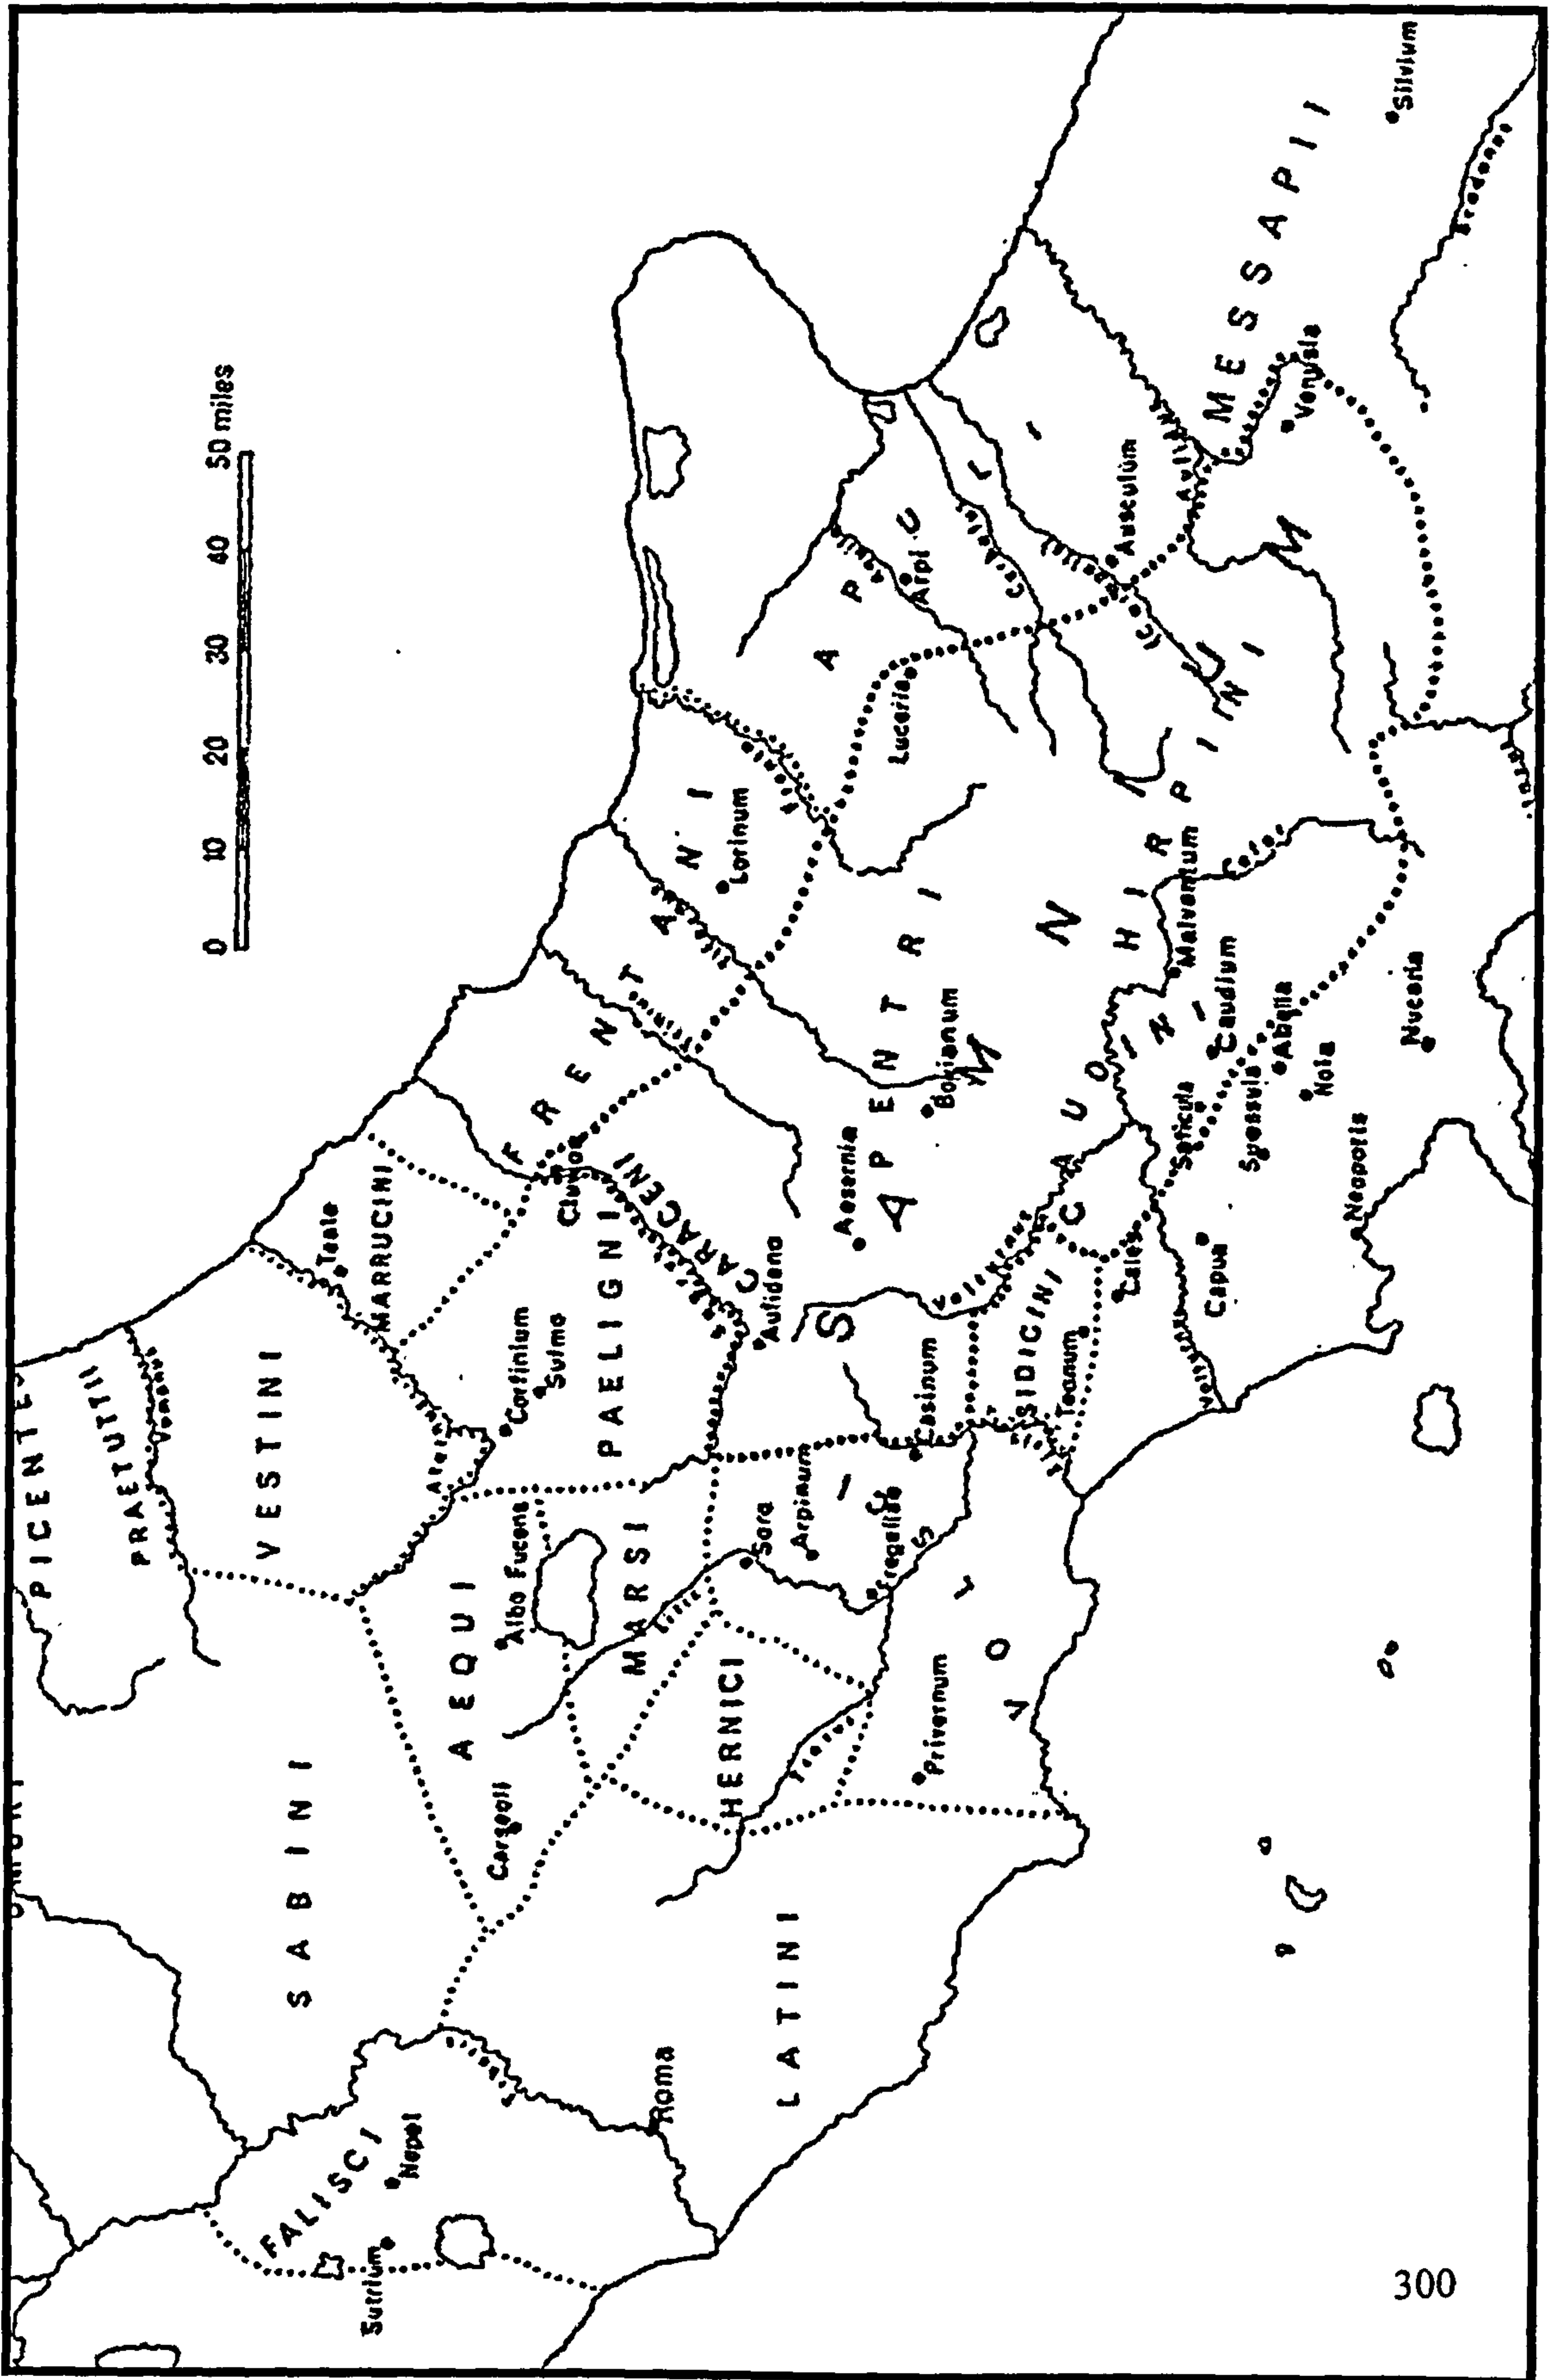 PICENTES
PRAETUTII
VESTINI
SABINI
FALISCI
Nepet
Sutrium
Roma
LATINI
AEQUI
Carseoli
Alba Fucens
MARSI
HERNICI
Privernum
VOLSCI
Sora
Arpinum
Fregellae
Casinum
MARRUCINI
Teate
PAELIGNI
Corfinium
Sulmo
CARACENI
Aufidena
Cluviae
FRENTANI
Larinum
0 10 20 30 40 50 miles
SAMNIUM
PENTRI
Aesernia
Bovianum
SIDICINI
Teanum
Cales
Capua
CAUDINI
Caudium
Saticula
Suessula
Abella
Nola
Neapolis
Nuceria
HIRPINI
Malventum
APULI
Arpi
Luceria
Ausculum
MESSAPII
Venusia
Silvium
300